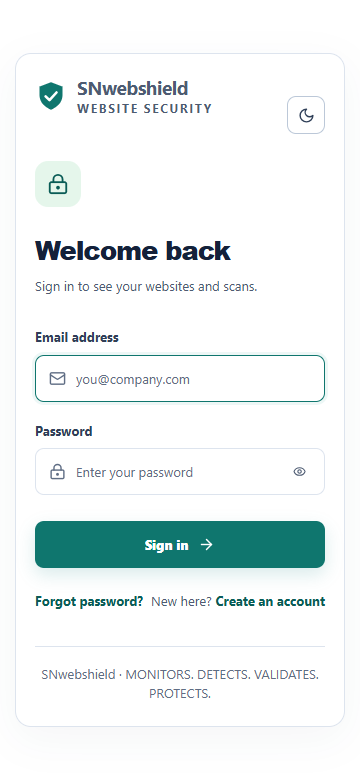 SNwebshield
WEBSITE SECURITY
Welcome back
Sign in to see your websites and scans.
Email address
you@company.com
Password
Enter your password
Sign in
Forgot password? New here? Create an account
SNwebshield · MONITORS. DETECTS. VALIDATES.
PROTECTS.